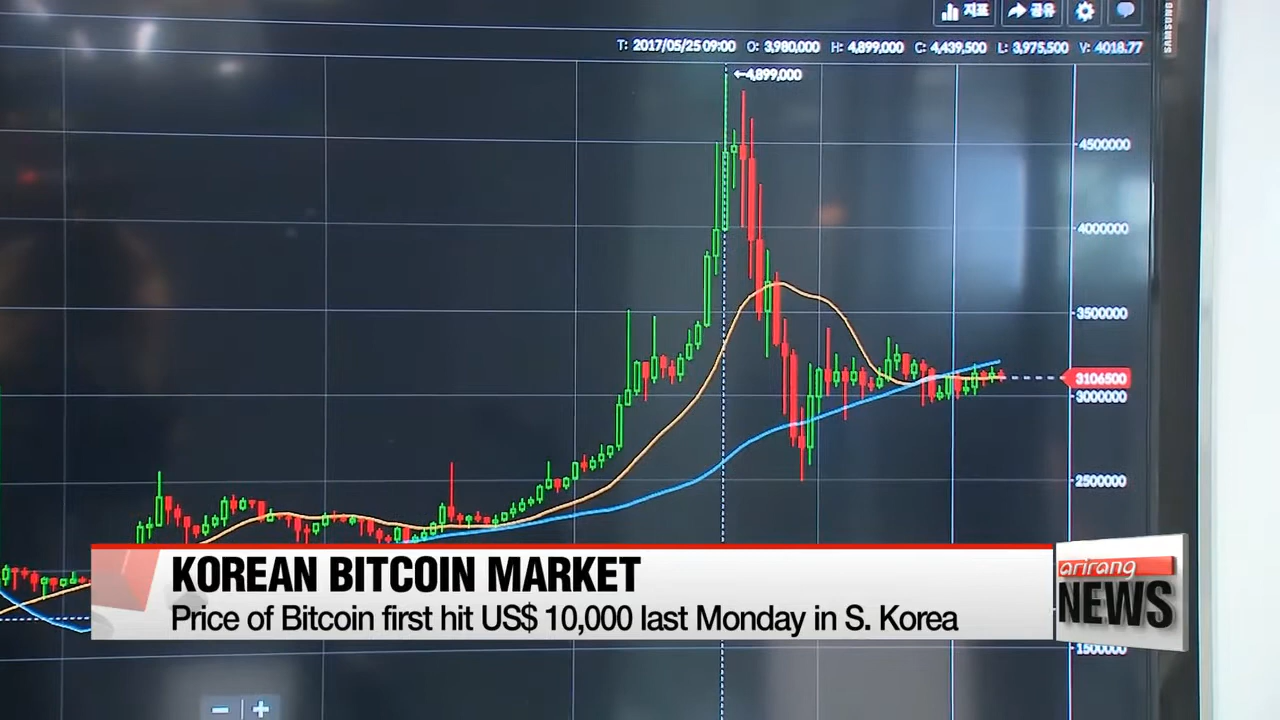 지표 공유
SAMSUNG
T: 2017/05/25 09:00 O: 3,980,000 H: 4,899,000 C: 4,439,500 L: 3,975,500 V: 4018.77
←4,899,000
4500000
4000000
3500000
3106500
3000000
2500000
KOREAN BITCOIN MARKET
Price of Bitcoin first hit US$ 10,000 last Monday in S. Korea
arirang
NEWS
1500000
− +